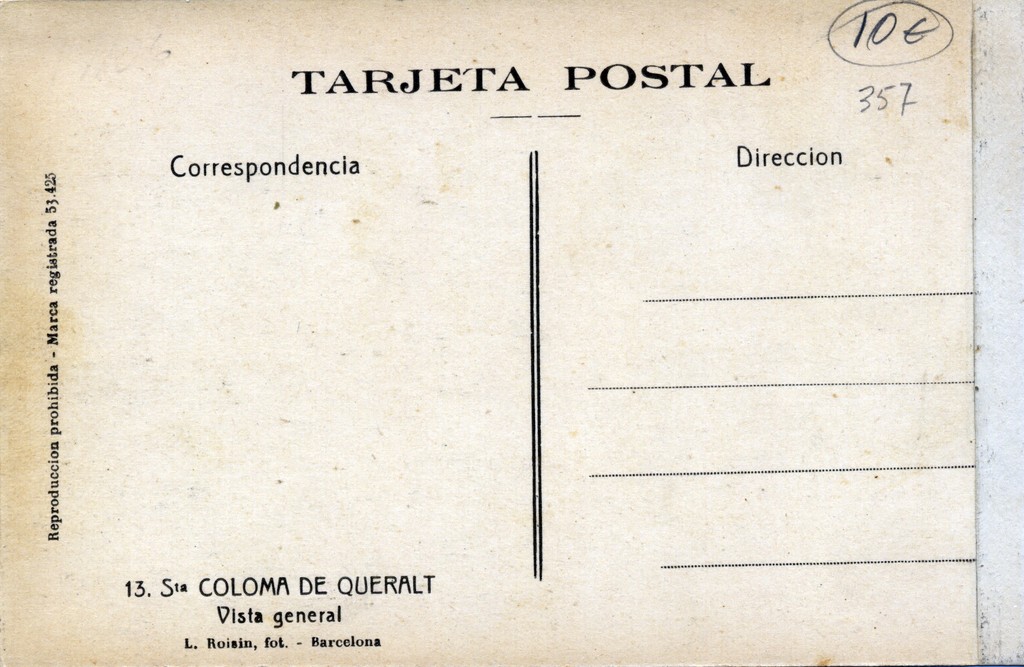 10€
TARJETA POSTAL
357
Correspondencia
Direccion
Reproduccion prohibida - Marca registrada 53.425
13. Sta COLOMA DE QUERALT
Vista general
L. Roisin, fot. - Barcelona